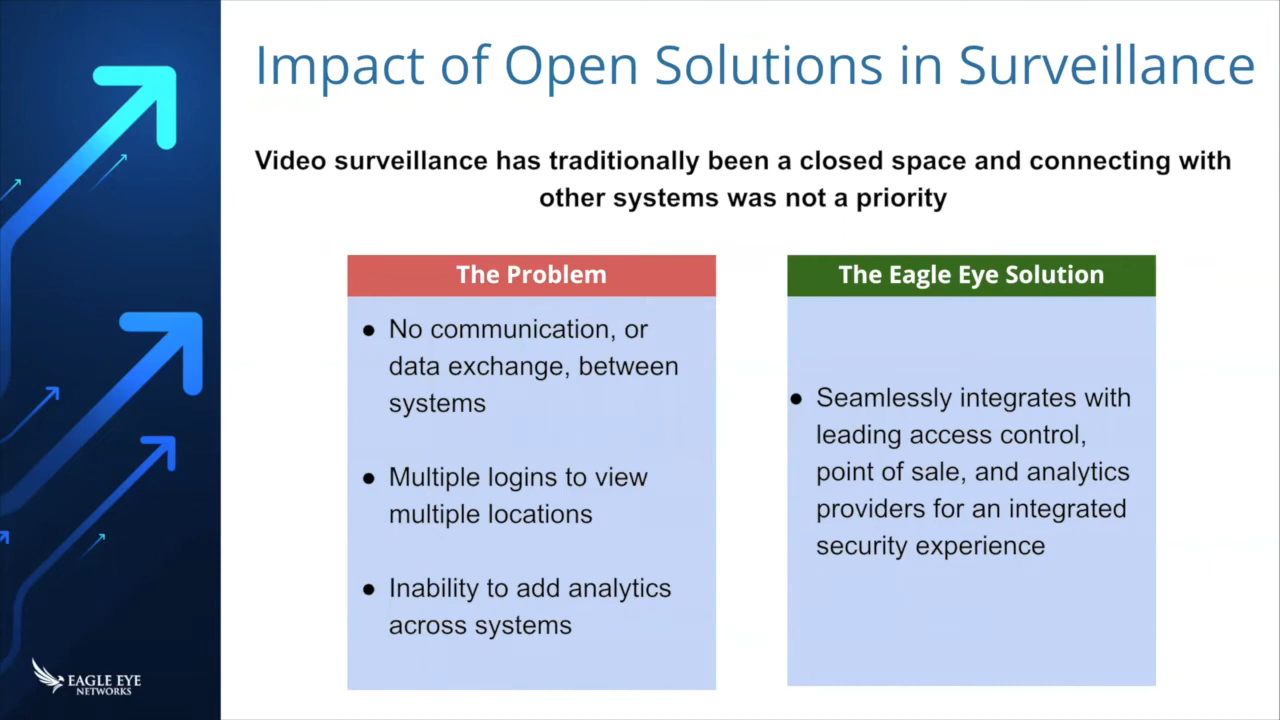 Impact of Open Solutions in Surveillance
Video surveillance has traditionally been a closed space and connecting with
other systems was not a priority
The Problem
● No communication, or
data exchange, between
systems
● Multiple logins to view
multiple locations
● Inability to add analytics
across systems
The Eagle Eye Solution
● Seamlessly integrates with
leading access control,
point of sale, and analytics
providers for an integrated
security experience
EAGLE EYE
NETWORKS